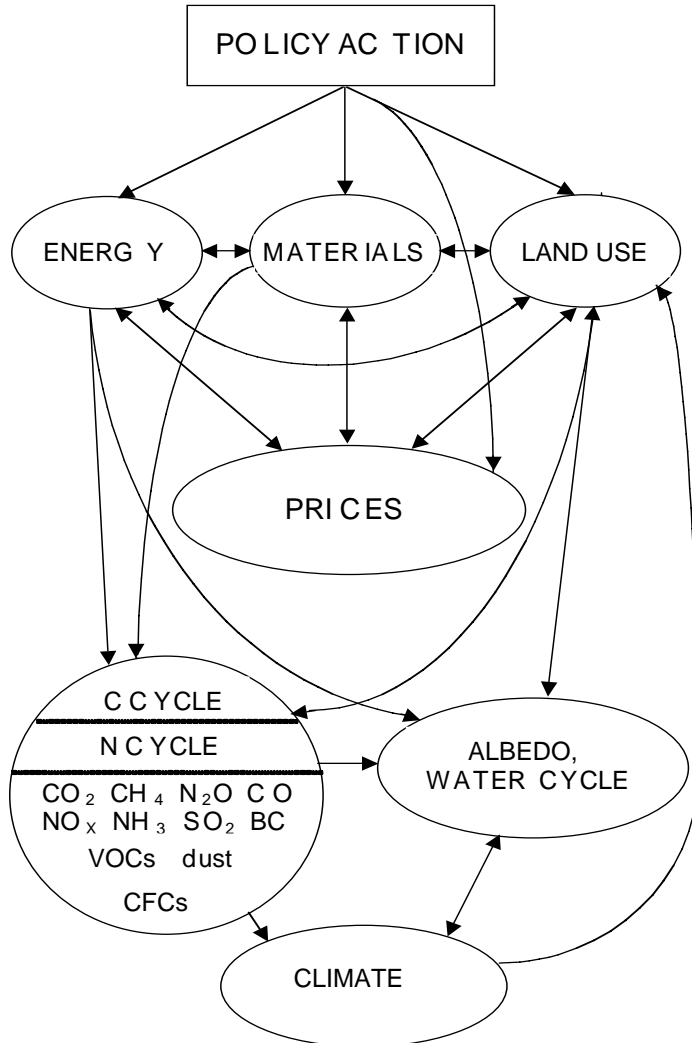 POLICY ACTION
ENERGY
MATERIALS
LAND USE
PRICES
C CYCLE
N CYCLE
CO₂ CH₄ N₂O CO
NOₓ NH₃ SO₂ BC
VOCs dust
CFCs
ALBEDO,
WATER CYCLE
CLIMATE